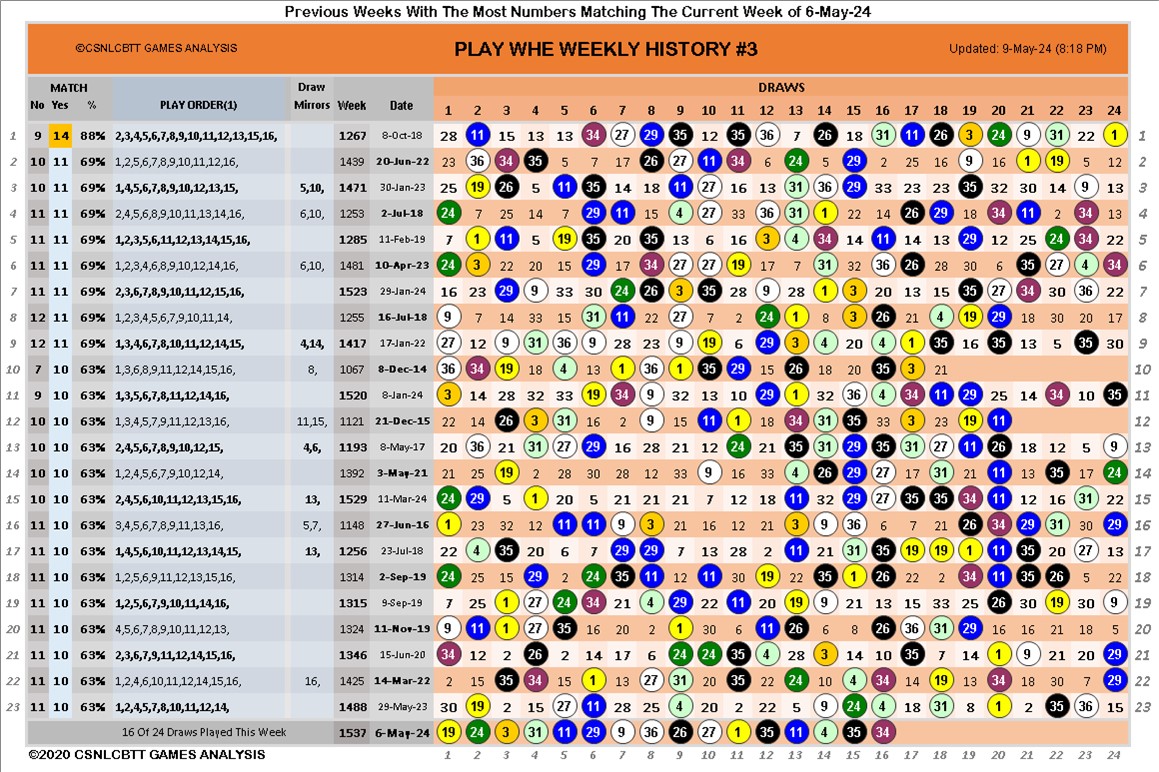 Previous Weeks With The Most Numbers Matching The Current Week of 6-May-24
©CSNLCBTT GAMES ANALYSIS PLAY WHE WEEKLY HISTORY #3 Updated: 9-May-24 (8:18 PM)
MATCH Draw DRAWS
No Yes % PLAY ORDER(1) Mirrors Week Date 1 2 3 4 5 6 7 8 9 10 11 12 13 14 15 16 17 18 19 20 21 22 23 24
1 9 14 88% 2,3,4,5,6,7,8,9,10,11,12,13,15,16, 1267 8-Oct-18 28 11 15 13 13 34 27 29 35 12 35 36 7 26 18 31 11 26 3 24 9 31 22 1 1
2 10 11 69% 1,2,5,6,7,8,9,10,11,12,16, 1439 20-Jun-22 23 36 34 35 5 7 17 26 27 11 34 6 24 5 29 2 25 16 9 16 1 19 5 12 2
3 10 11 69% 1,4,5,6,7,8,9,10,12,13,15, 5,10, 1471 30-Jan-23 25 19 26 5 11 35 14 18 11 27 16 13 31 36 29 33 23 23 35 32 30 14 9 13 3
4 11 11 69% 2,4,5,6,8,9,10,11,13,14,16, 6,10, 1253 2-Jul-18 24 7 25 14 7 29 11 15 4 27 33 36 31 1 22 14 26 29 18 34 11 2 34 13 4
5 11 11 69% 1,2,3,5,6,11,12,13,14,15,16, 1285 11-Feb-19 7 1 11 5 19 35 20 35 13 6 16 3 4 34 14 11 14 13 29 12 25 24 34 22 5
6 11 11 69% 1,2,3,4,6,8,9,10,12,14,16, 6,10, 1481 10-Apr-23 24 3 22 20 15 29 7 34 27 27 19 17 7 31 32 36 26 28 30 6 35 27 4 34 6
7 11 11 69% 2,3,6,7,8,9,10,11,12,15,16, 1523 29-Jan-24 16 23 29 9 33 30 24 26 3 35 28 9 14 1 3 20 13 15 35 27 34 30 36 22 7
8 12 11 69% 1,2,3,4,5,6,7,9,10,11,14, 1255 16-Jul-18 9 7 14 33 15 31 11 22 27 7 2 24 1 8 3 26 18 4 19 29 18 30 20 17 8
9 12 11 69% 1,3,4,6,7,8,10,11,12,14,15, 4,14, 1417 17-Jan-22 27 12 9 31 36 9 28 23 9 19 6 29 3 4 20 4 1 35 16 35 13 5 35 30 9
10 7 10 63% 1,3,6,8,9,11,12,14,15,16, 8, 1067 8-Dec-14 36 34 19 18 4 13 1 36 1 35 29 15 26 18 20 35 3 21 10
11 9 10 63% 1,3,5,6,7,8,11,12,14,16, 1520 8-Jan-24 3 14 28 32 33 19 34 9 32 13 10 29 1 32 36 4 34 11 29 25 14 34 10 35 11
12 10 10 63% 1,3,4,5,7,9,11,12,13,16, 11,15, 1121 21-Dec-15 32 14 26 3 31 16 2 9 15 11 1 8 34 31 35 33 3 23 19 11 12
13 10 10 63% 2,4,5,6,7,8,9,10,12,15, 4,6, 1193 8-May-17 20 36 21 31 27 29 16 28 21 12 24 21 35 31 29 35 31 27 11 26 18 12 5 9 13
14 10 10 63% 1,2,4,5,6,7,9,10,12,14, 1392 3-May-21 21 25 19 2 28 30 28 12 33 9 14 33 4 26 29 27 17 31 21 11 22 35 17 24 14
15 10 10 63% 2,4,5,6,10,11,12,13,15,16, 13, 1529 11-Mar-24 24 29 5 1 20 5 21 21 7 12 18 11 32 29 27 35 35 34 11 12 16 23 31 22 15
16 11 10 63% 3,4,5,6,7,8,9,11,13,16, 5,7, 1148 27-Jun-16 1 23 32 12 11 11 9 3 21 16 12 21 3 9 36 6 7 21 26 34 29 31 30 29 16
17 11 10 63% 1,4,5,6,10,11,12,13,14,15, 13, 1256 23-Jul-18 22 4 35 20 6 7 29 29 7 13 28 2 11 21 31 35 19 19 1 11 35 20 27 13 17
18 11 10 63% 1,2,5,6,9,11,12,13,15,16, 1314 2-Sep-19 24 25 15 29 2 24 35 11 12 11 30 19 22 35 1 26 22 2 34 11 35 26 5 22 18
19 11 10 63% 1,2,5,6,7,9,10,11,14,16, 1315 9-Sep-19 7 25 1 27 24 34 21 4 29 22 11 20 19 9 21 13 15 33 25 26 30 19 30 9 19
20 11 10 63% 4,5,6,7,8,9,10,11,12,13, 1324 11-Nov-19 9 11 1 27 35 16 20 2 1 30 6 11 26 6 8 26 36 31 29 16 16 21 18 5 20
21 11 10 63% 2,3,6,7,9,11,12,14,15,16, 1346 15-Jun-20 34 12 2 26 2 14 17 6 24 24 35 4 28 3 14 10 35 7 14 1 9 21 20 29 21
22 11 10 63% 1,2,4,6,10,11,12,14,15,16, 16, 1425 14-Mar-22 2 15 35 34 15 1 13 27 31 20 35 22 24 10 4 34 14 19 13 34 18 30 7 29 22
23 11 10 63% 1,2,4,5,7,8,10,11,12,14, 1488 29-May-23 30 19 2 15 27 11 28 25 4 20 27 2 15 9 24 4 18 31 8 1 2 35 36 15 23
16 Of 24 Draws Played This Week 1537 6-May-24 19 24 3 31 11 29 9 36 26 27 1 35 11 4 35 34
©2020 CSNLCBTT GAMES ANALYSIS 1 2 3 4 5 6 7 8 9 10 11 12 13 14 15 16 17 18 19 20 21 22 23 24